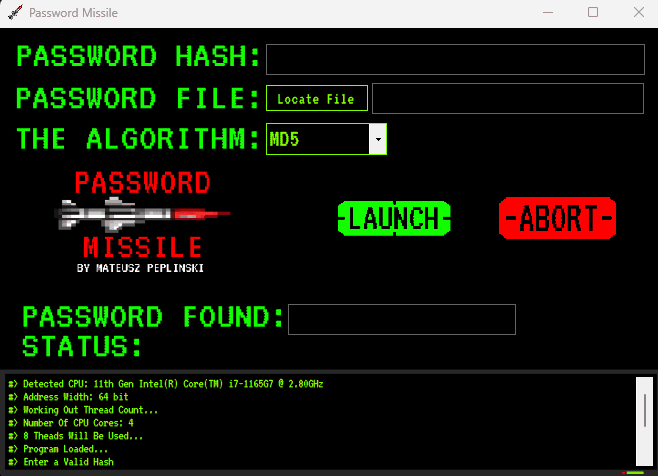 Password Missile
PASSWORD HASH:
PASSWORD FILE: Locate File
THE ALGORITHM: MD5
PASSWORD
MISSILE
BY MATEUSZ PEPLINSKI
-LAUNCH-
-ABORT-
PASSWORD FOUND:
STATUS:
#> Detected CPU: 11th Gen Intel(R) Core(TM) i7-1165G7 @ 2.80GHz
#> Address Width: 64 bit
#> Working Out Thread Count...
#> Number Of CPU Cores: 4
#> 8 Theads Will Be Used...
#> Program Loaded...
#> Enter a Valid Hash